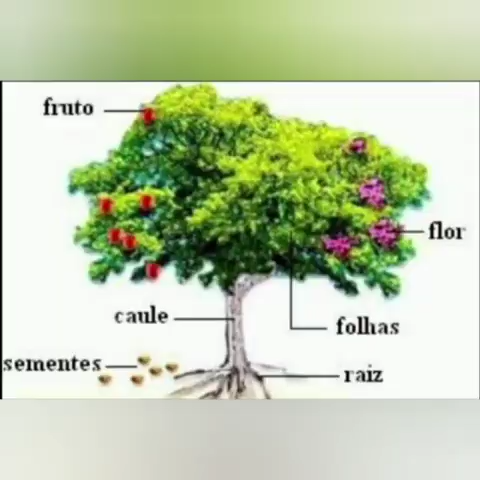 fruto
flor
caule
folhas
sementes
raiz